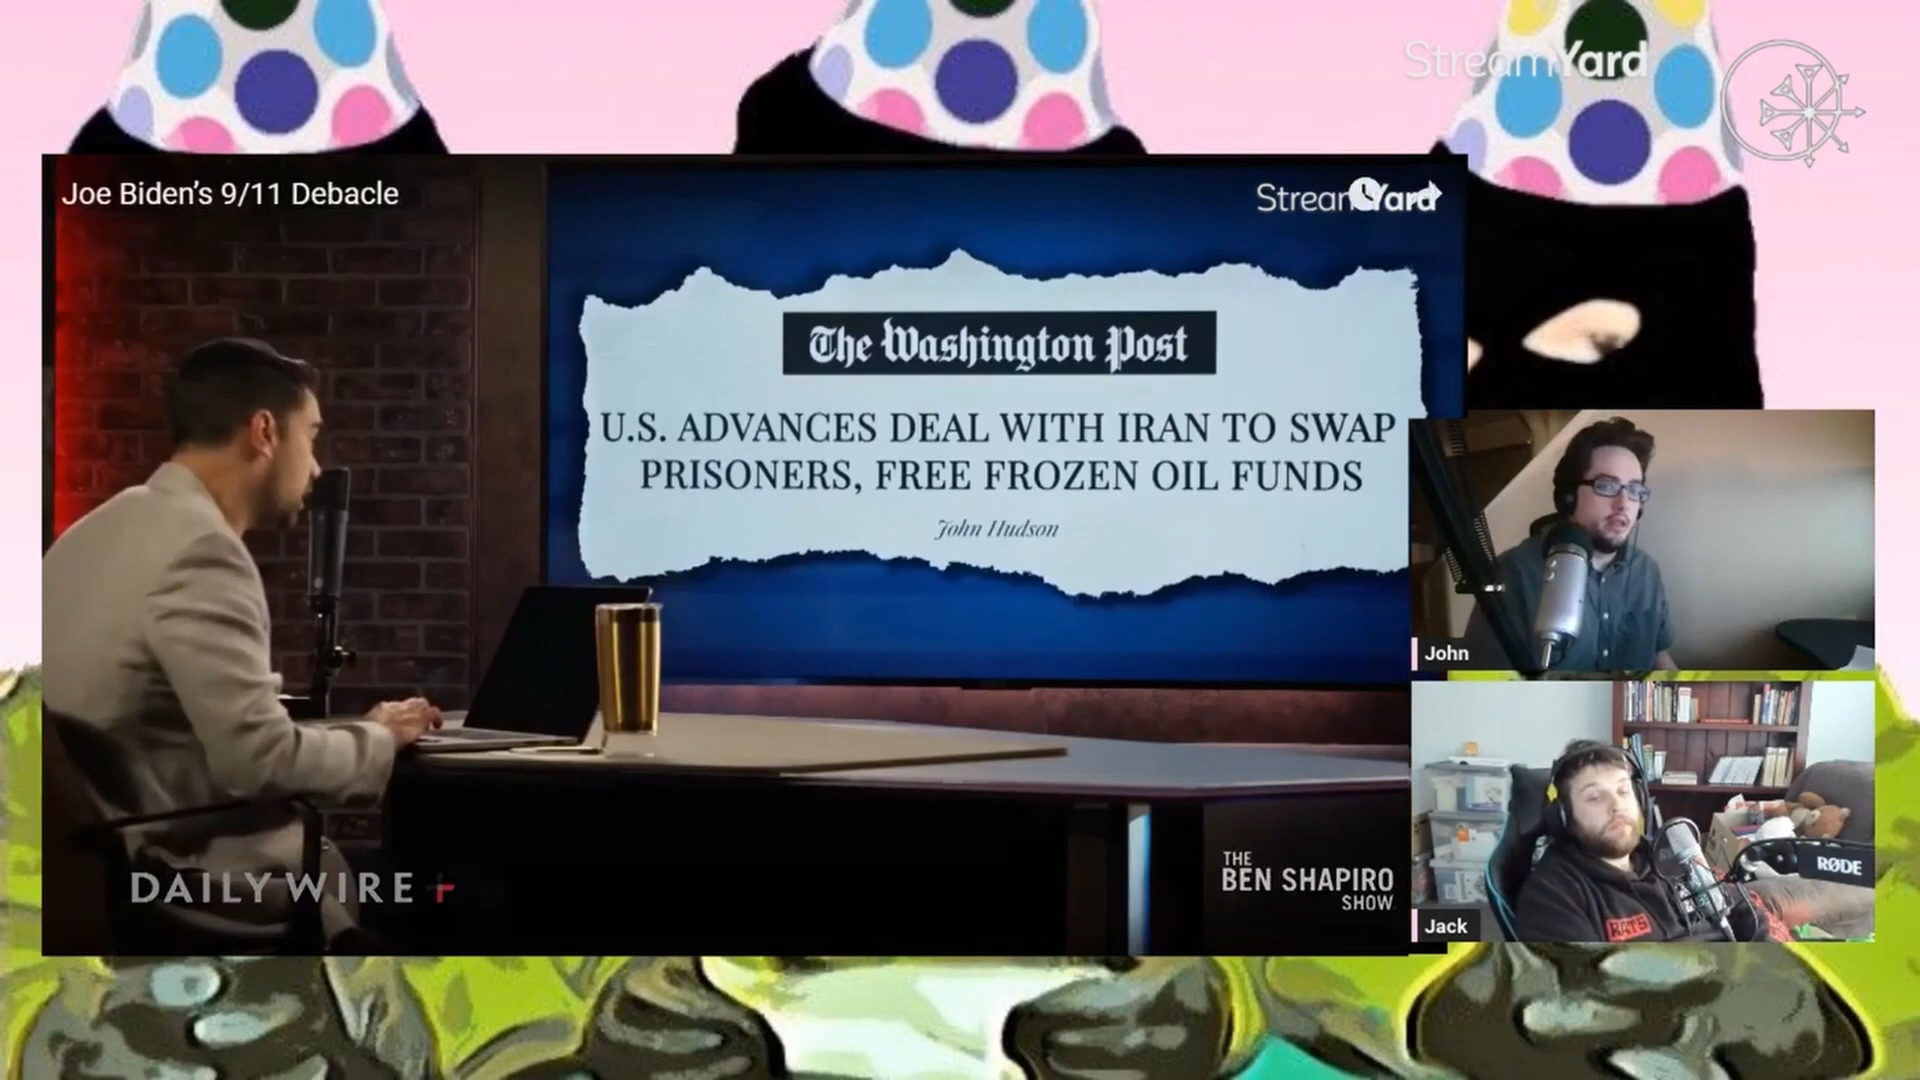 StreamYard
Joe Biden's 9/11 Debacle
StreamYard
The Washington Post
U.S. ADVANCES DEAL WITH IRAN TO SWAP
PRISONERS, FREE FROZEN OIL FUNDS
John Hudson
John
RØDE
DAILY WIRE +
THE
BEN SHAPIRO
SHOW
RATS
Jack